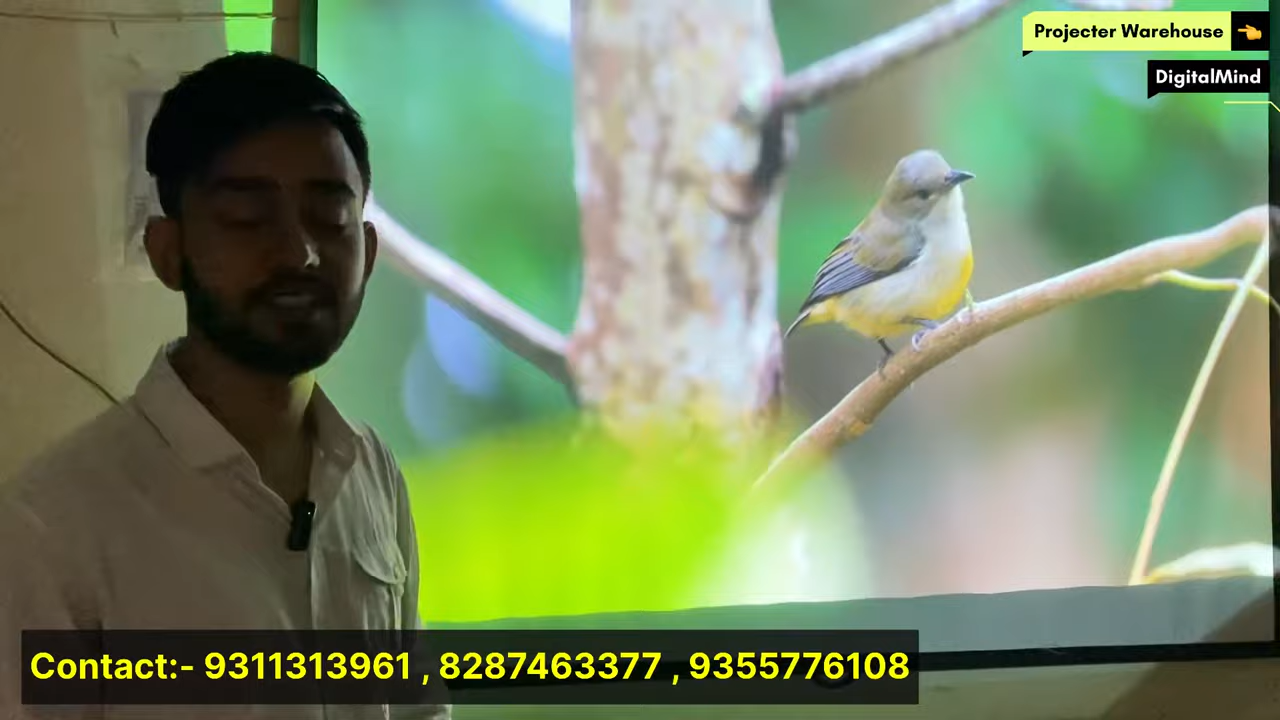 Projecter Warehouse
DigitalMind
Contact:- 9311313961 , 8287463377 , 9355776108